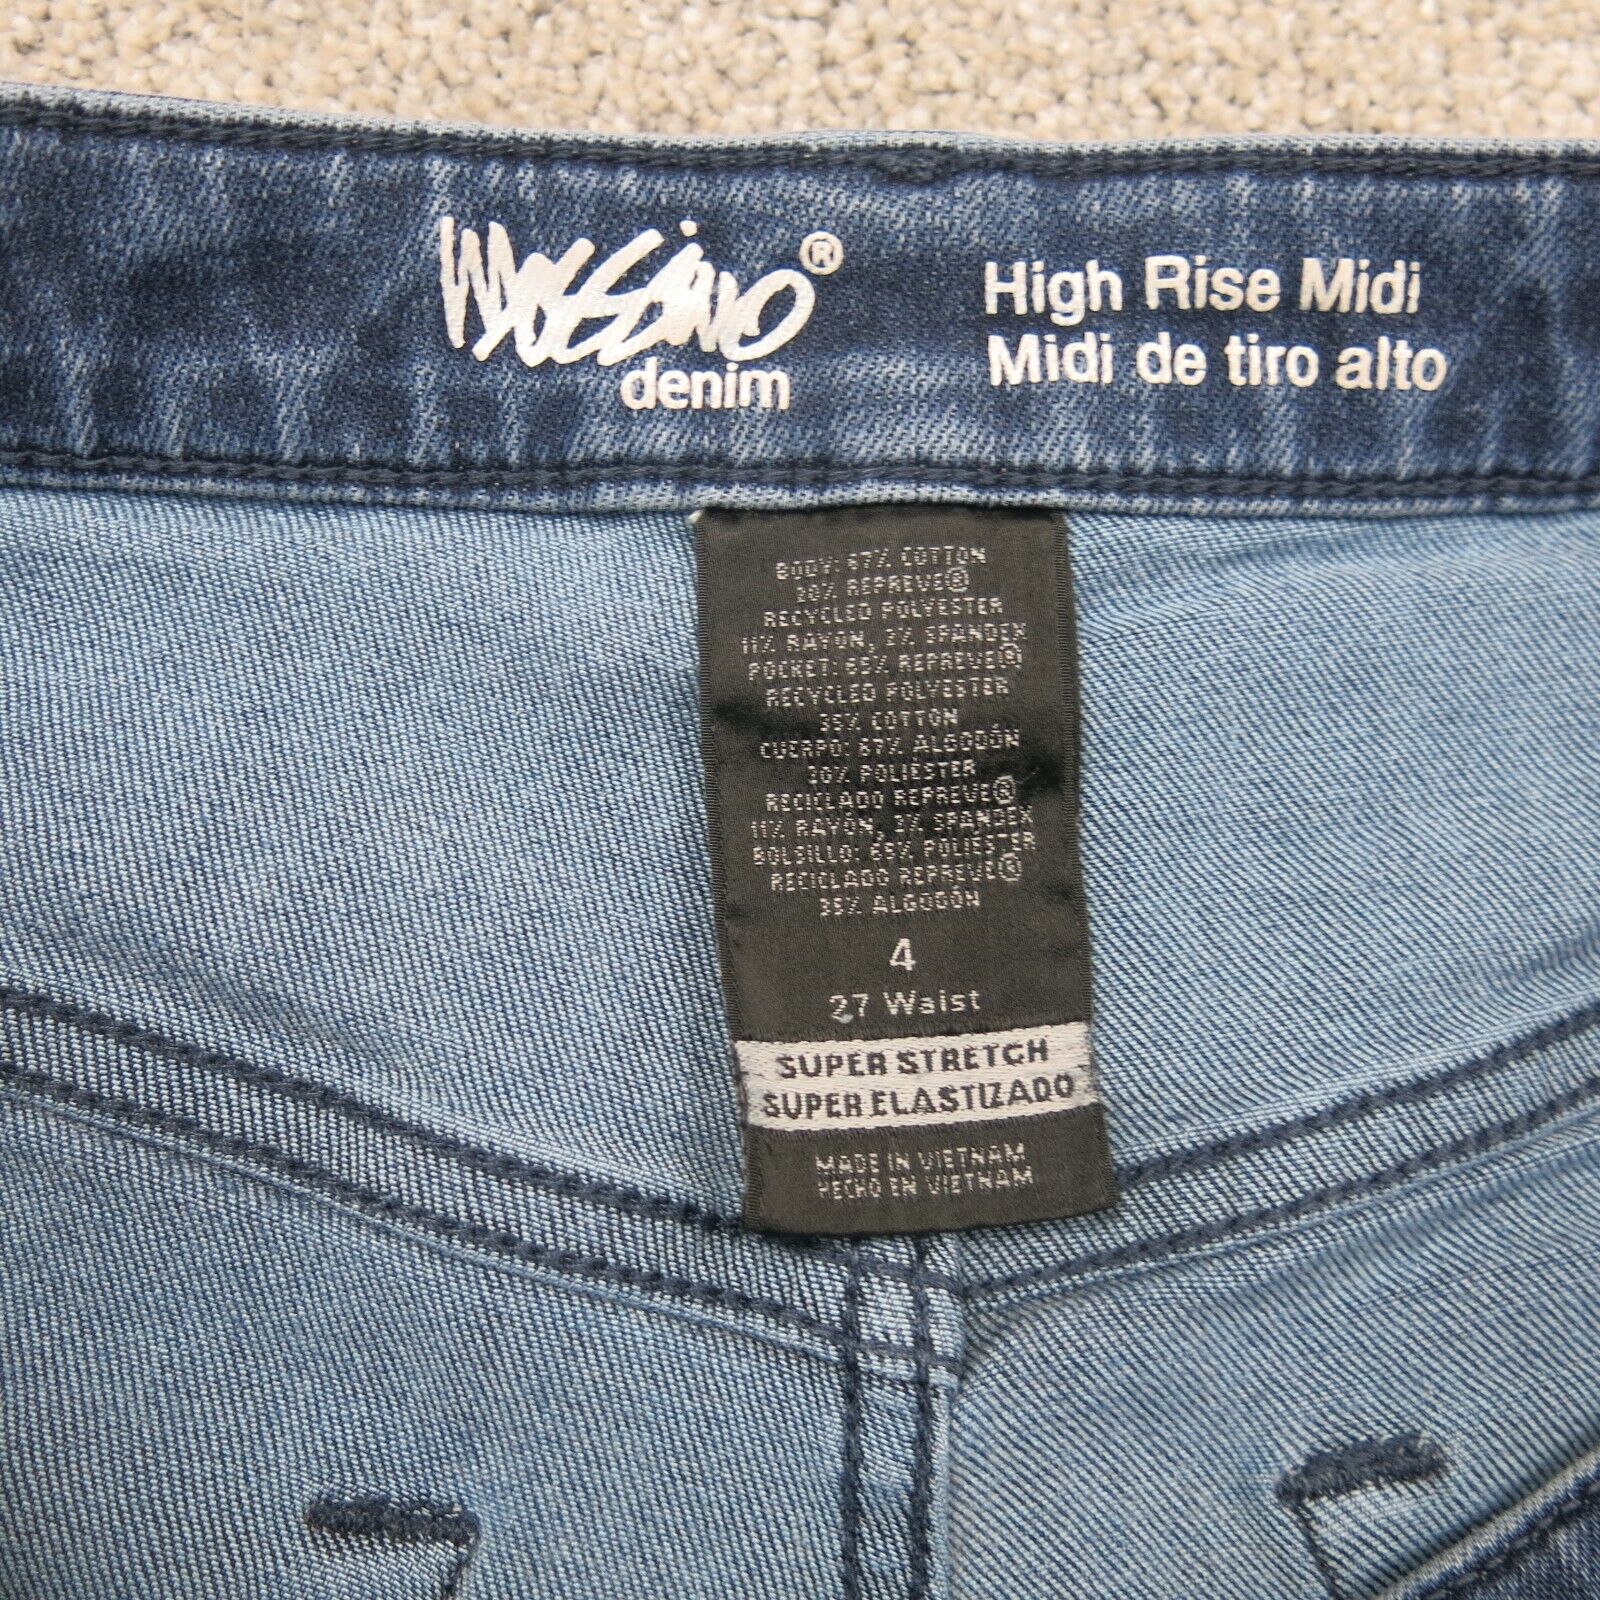 MOSSIMO®
denim
High Rise Midi
Midi de tiro alto
BODY: 67% COTTON
20% REPREVE®
RECYCLED POLYESTER
11% RAYON, 2% SPANDEX
POCKET: 65% REPREVE®
RECYCLED POLYESTER
35% COTTON
CUERPO: 67% ALGODÓN
20% POLIÉSTER
RECICLADO REPREVE®
11% RAYÓN, 2% SPANDEX
BOLSILLO: 65% POLIÉSTER
RECICLADO REPREVE®
35% ALGODÓN
4
27 Waist
SUPER STRETCH
SUPER ELASTIZADO
MADE IN VIETNAM
HECHO EN VIETNAM